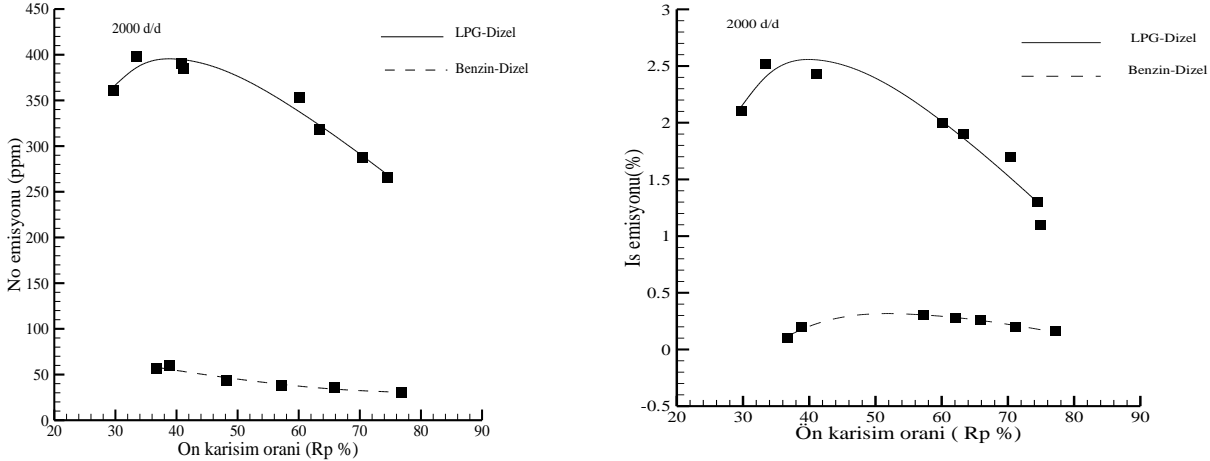 2000 d/d
LPG-Dizel
Benzin-Dizel
No emisyonu (ppm)
450
400
350
300
250
200
150
100
50
0
20 30 40 50 60 70 80 90
On karisim orani (Rp %)
2000 d/d
LPG-Dizel
Benzin-Dizel
Is emisyonu(%)
3
2.5
2
1.5
1
0.5
0
-0.5
20 30 40 50 60 70 80 90
Ön karisim orani ( Rp %)